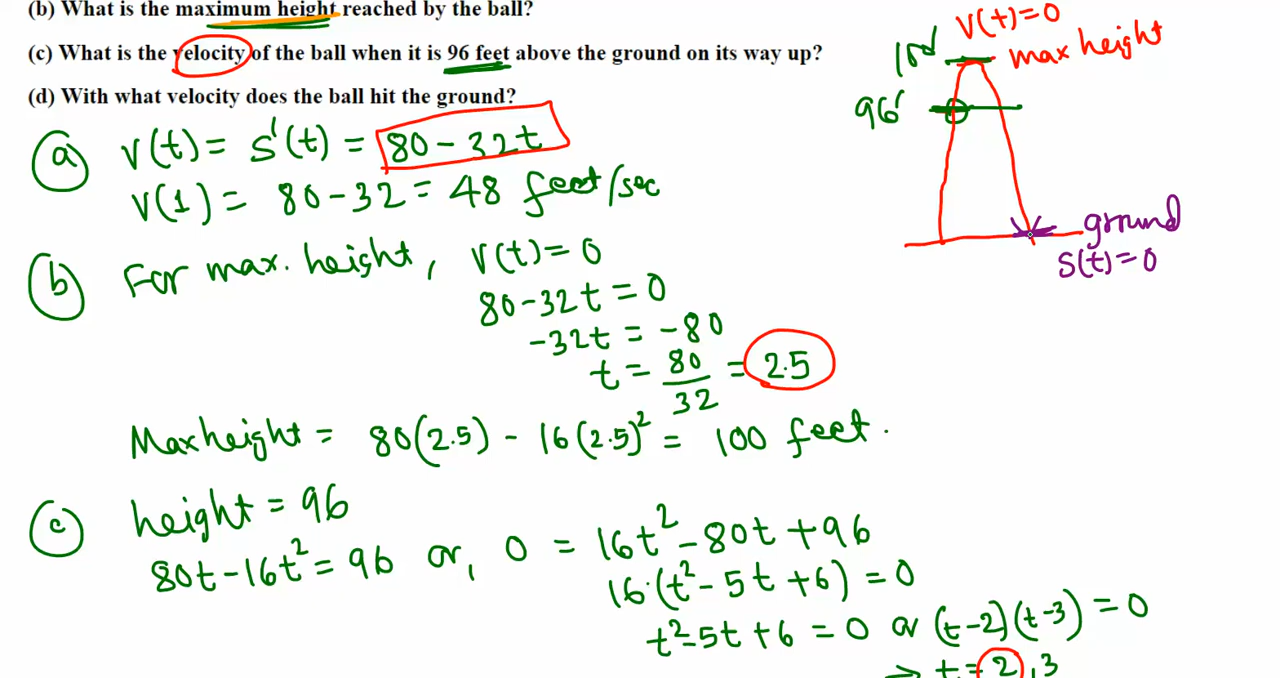 (b) What is the maximum height reached by the ball?
(c) What is the velocity of the ball when it is 96 feet above the ground on its way up?
(d) With what velocity does the ball hit the ground?
v(t)=0
max height
96'
ground
s(t)=0
(a) v(t) = s'(t) = 80-32t
v(1) = 80-32 = 48 feet/sec
(b) For max. height, v(t)=0
80-32t = 0
-32t = -80
t = 80/32 = 2.5
Max height = 80(2.5) - 16(2.5)² = 100 feet.
(c) height = 96
80t-16t² = 96 or, 0 = 16t²-80t+96
16·(t²-5t+6) = 0
t²-5t+6 = 0 or (t-2)(t-3) = 0
→ t = 2, 3